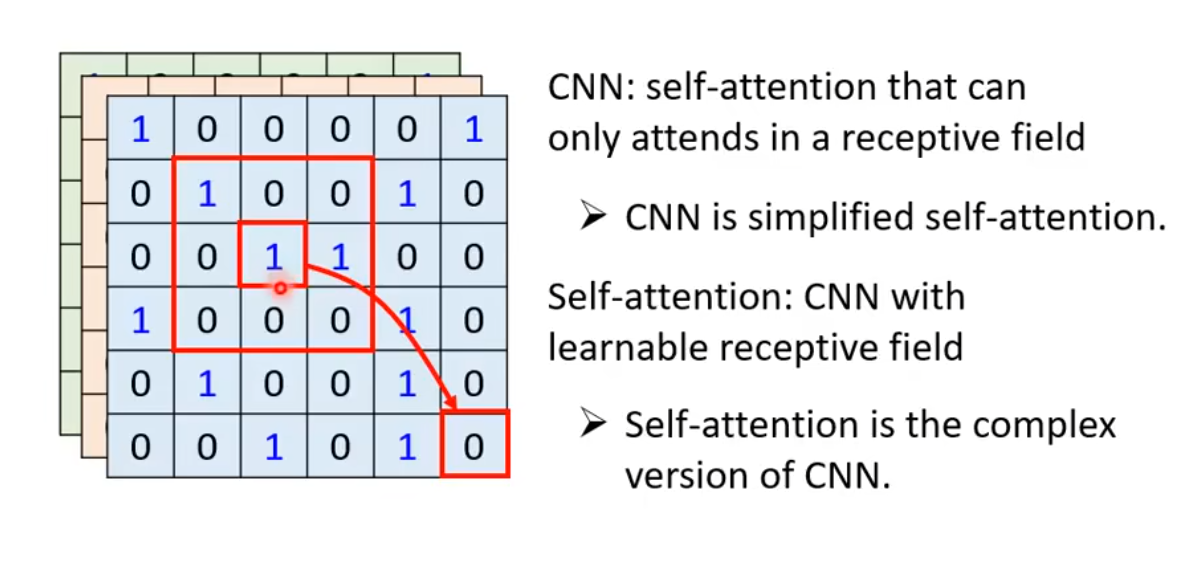 1 0 0 0 0 1
0 1 0 0 1 0
0 0 1 1 0 0
1 0 0 0 1 0
0 1 0 0 1 0
0 0 1 0 1 0
CNN: self-attention that can
only attends in a receptive field
➤ CNN is simplified self-attention.
Self-attention: CNN with
learnable receptive field
➤ Self-attention is the complex
version of CNN.